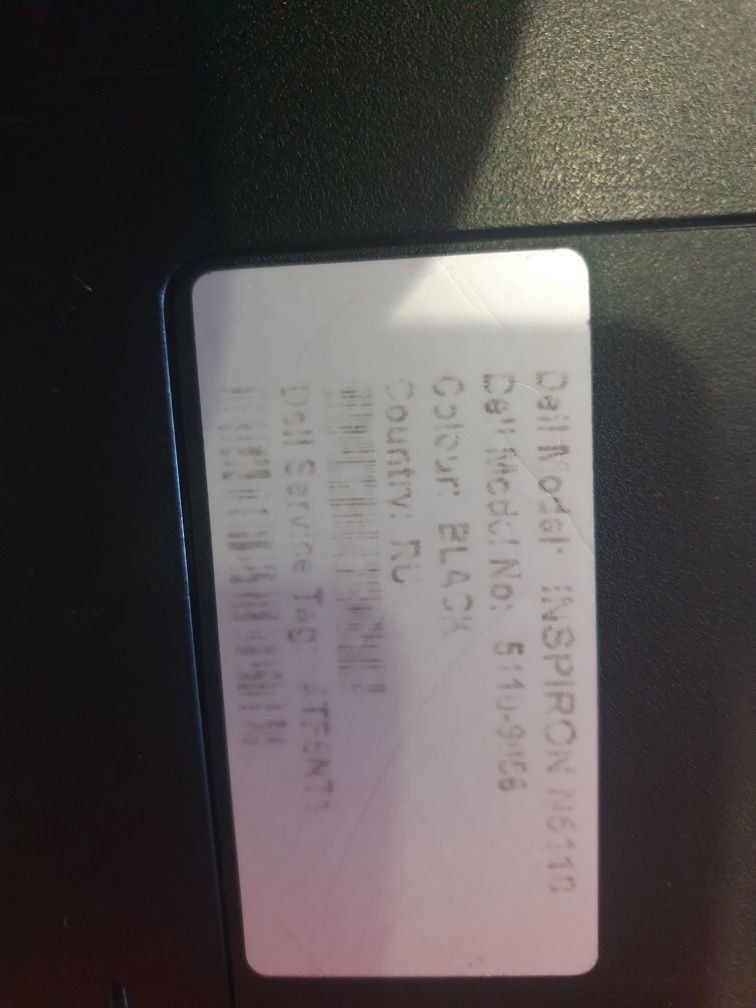 Dell Model: INSPIRON N5110
Dell Model No:
Colour: BLACK
Country: RU
Dell Service Tag: